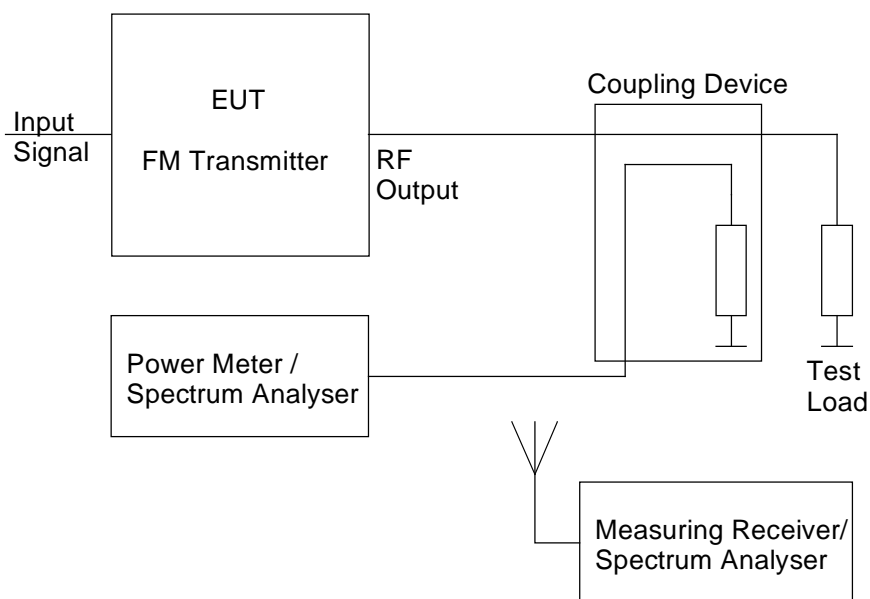 EUT
FM Transmitter
Input
Signal
RF
Output
Coupling Device
Power Meter /
Spectrum Analyser
Test
Load
Measuring Receiver/
Spectrum Analyser